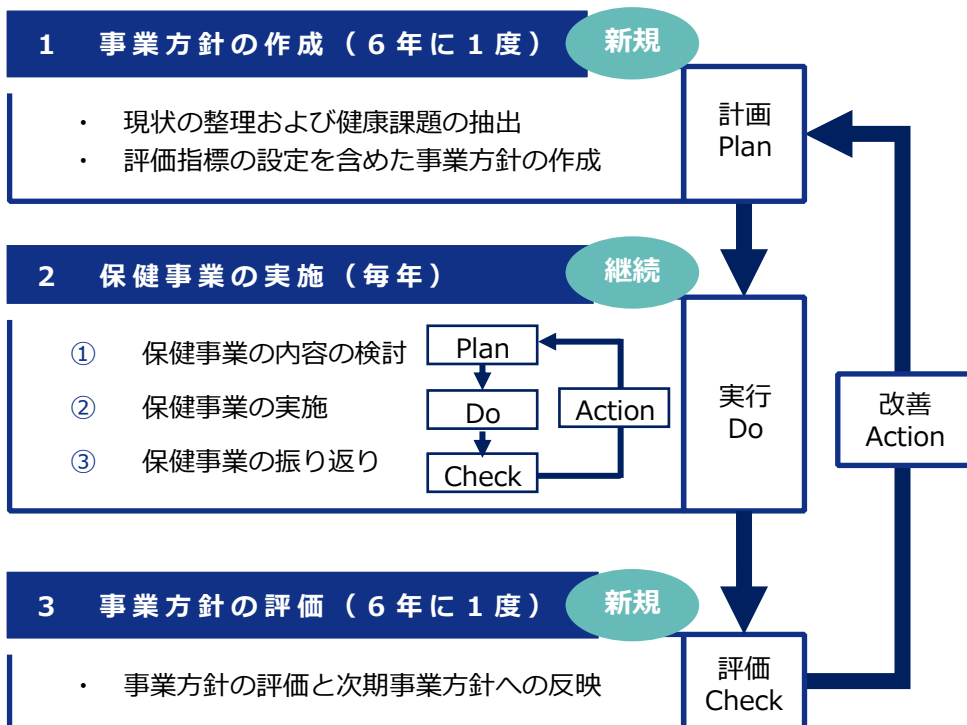 1 事業方針の作成（6年に1度）
新規
・ 現状の整理および健康課題の抽出
・ 評価指標の設定を含めた事業方針の作成
計画
Plan
2 保健事業の実施（毎年）
継続
① 保健事業の内容の検討
② 保健事業の実施
③ 保健事業の振り返り
Plan
Do
Check
Action
実行
Do
改善
Action
3 事業方針の評価（6年に1度）
新規
・ 事業方針の評価と次期事業方針への反映
評価
Check